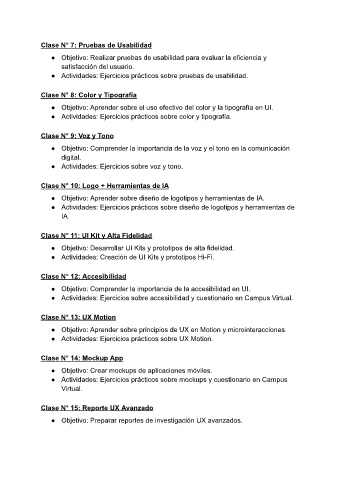 Clase N° 7: Pruebas de Usabilidad
● Objetivo: Realizar pruebas de usabilidad para evaluar la eficiencia y
satisfacción del usuario.
● Actividades: Ejercicios prácticos sobre pruebas de usabilidad.
Clase N° 8: Color y Tipografía
● Objetivo: Aprender sobre el uso efectivo del color y la tipografía en UI.
● Actividades: Ejercicios prácticos sobre color y tipografía.
Clase N° 9: Voz y Tono
● Objetivo: Comprender la importancia de la voz y el tono en la comunicación
digital.
● Actividades: Ejercicios sobre voz y tono.
Clase N° 10: Logo + Herramientas de IA
● Objetivo: Aprender sobre diseño de logotipos y herramientas de IA.
● Actividades: Ejercicios prácticos sobre diseño de logotipos y herramientas de
IA.
Clase N° 11: UI Kit y Alta Fidelidad
● Objetivo: Desarrollar UI Kits y prototipos de alta fidelidad.
● Actividades: Creación de UI Kits y prototipos Hi-Fi.
Clase N° 12: Accesibilidad
● Objetivo: Comprender la importancia de la accesibilidad en UI.
● Actividades: Ejercicios sobre accesibilidad y cuestionario en Campus Virtual.
Clase N° 13: UX Motion
● Objetivo: Aprender sobre principios de UX en Motion y microinteracciones.
● Actividades: Ejercicios prácticos sobre UX Motion.
Clase N° 14: Mockup App
● Objetivo: Crear mockups de aplicaciones móviles.
● Actividades: Ejercicios prácticos sobre mockups y cuestionario en Campus
Virtual.
Clase N° 15: Reporte UX Avanzado
● Objetivo: Preparar reportes de investigación UX avanzados.